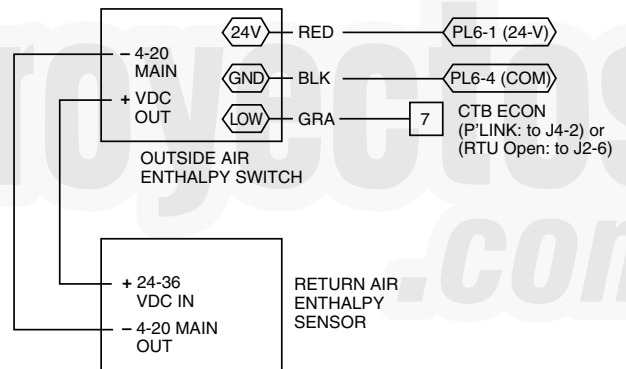 24V RED PL6-1 (24-V)
– 4-20
MAIN
GND BLK PL6-4 (COM)
+ VDC
OUT
LOW GRA 7 CTB ECON
(P'LINK: to J4-2) or
(RTU Open: to J2-6)
OUTSIDE AIR
ENTHALPY SWITCH
+ 24-36
VDC IN
– 4-20 MAIN
OUT
RETURN AIR
ENTHALPY
SENSOR
royectos
.com